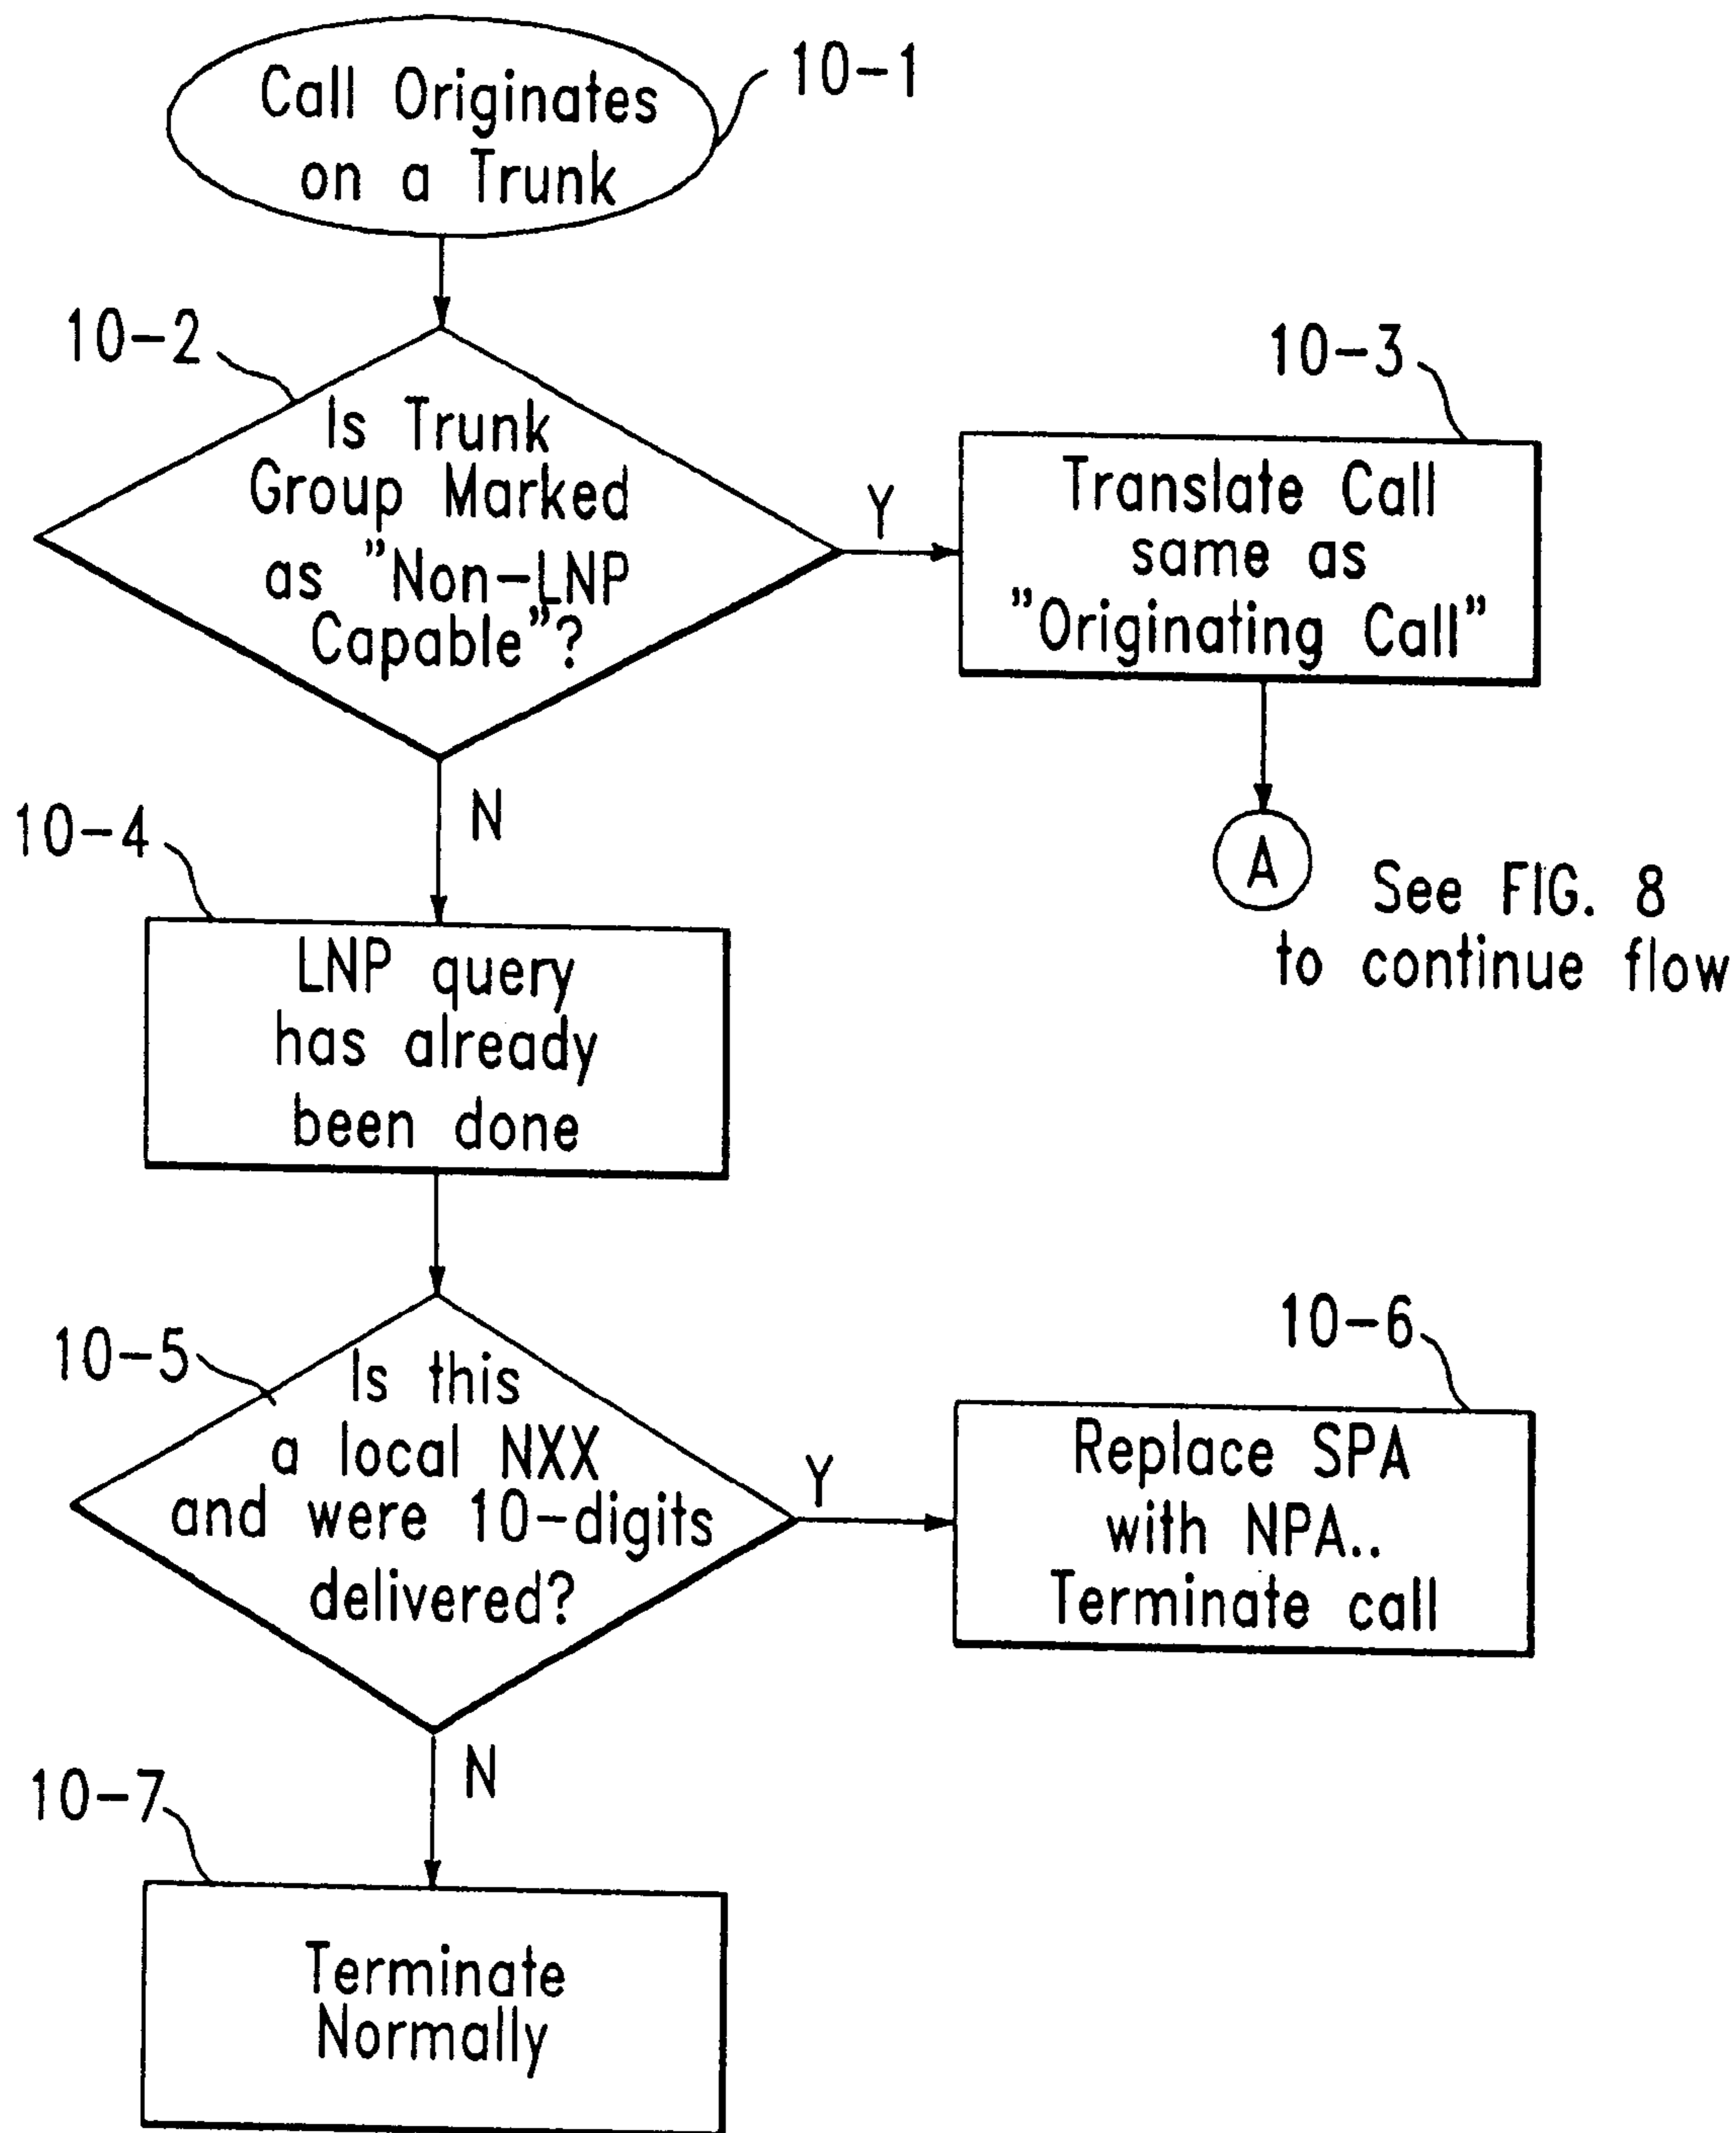 Call Originates
on a Trunk
10-1
10-2
Is Trunk
Group Marked
as "Non-LNP
Capable"?
Y
10-3
Translate Call
same as
"Originating Call"
A
See FIG. 8
to continue flow
N
10-4
LNP query
has already
been done
10-5
Is this
a local NXX
and were 10-digits
delivered?
Y
10-6
Replace SPA
with NPA..
Terminate call
N
10-7
Terminate
Normally